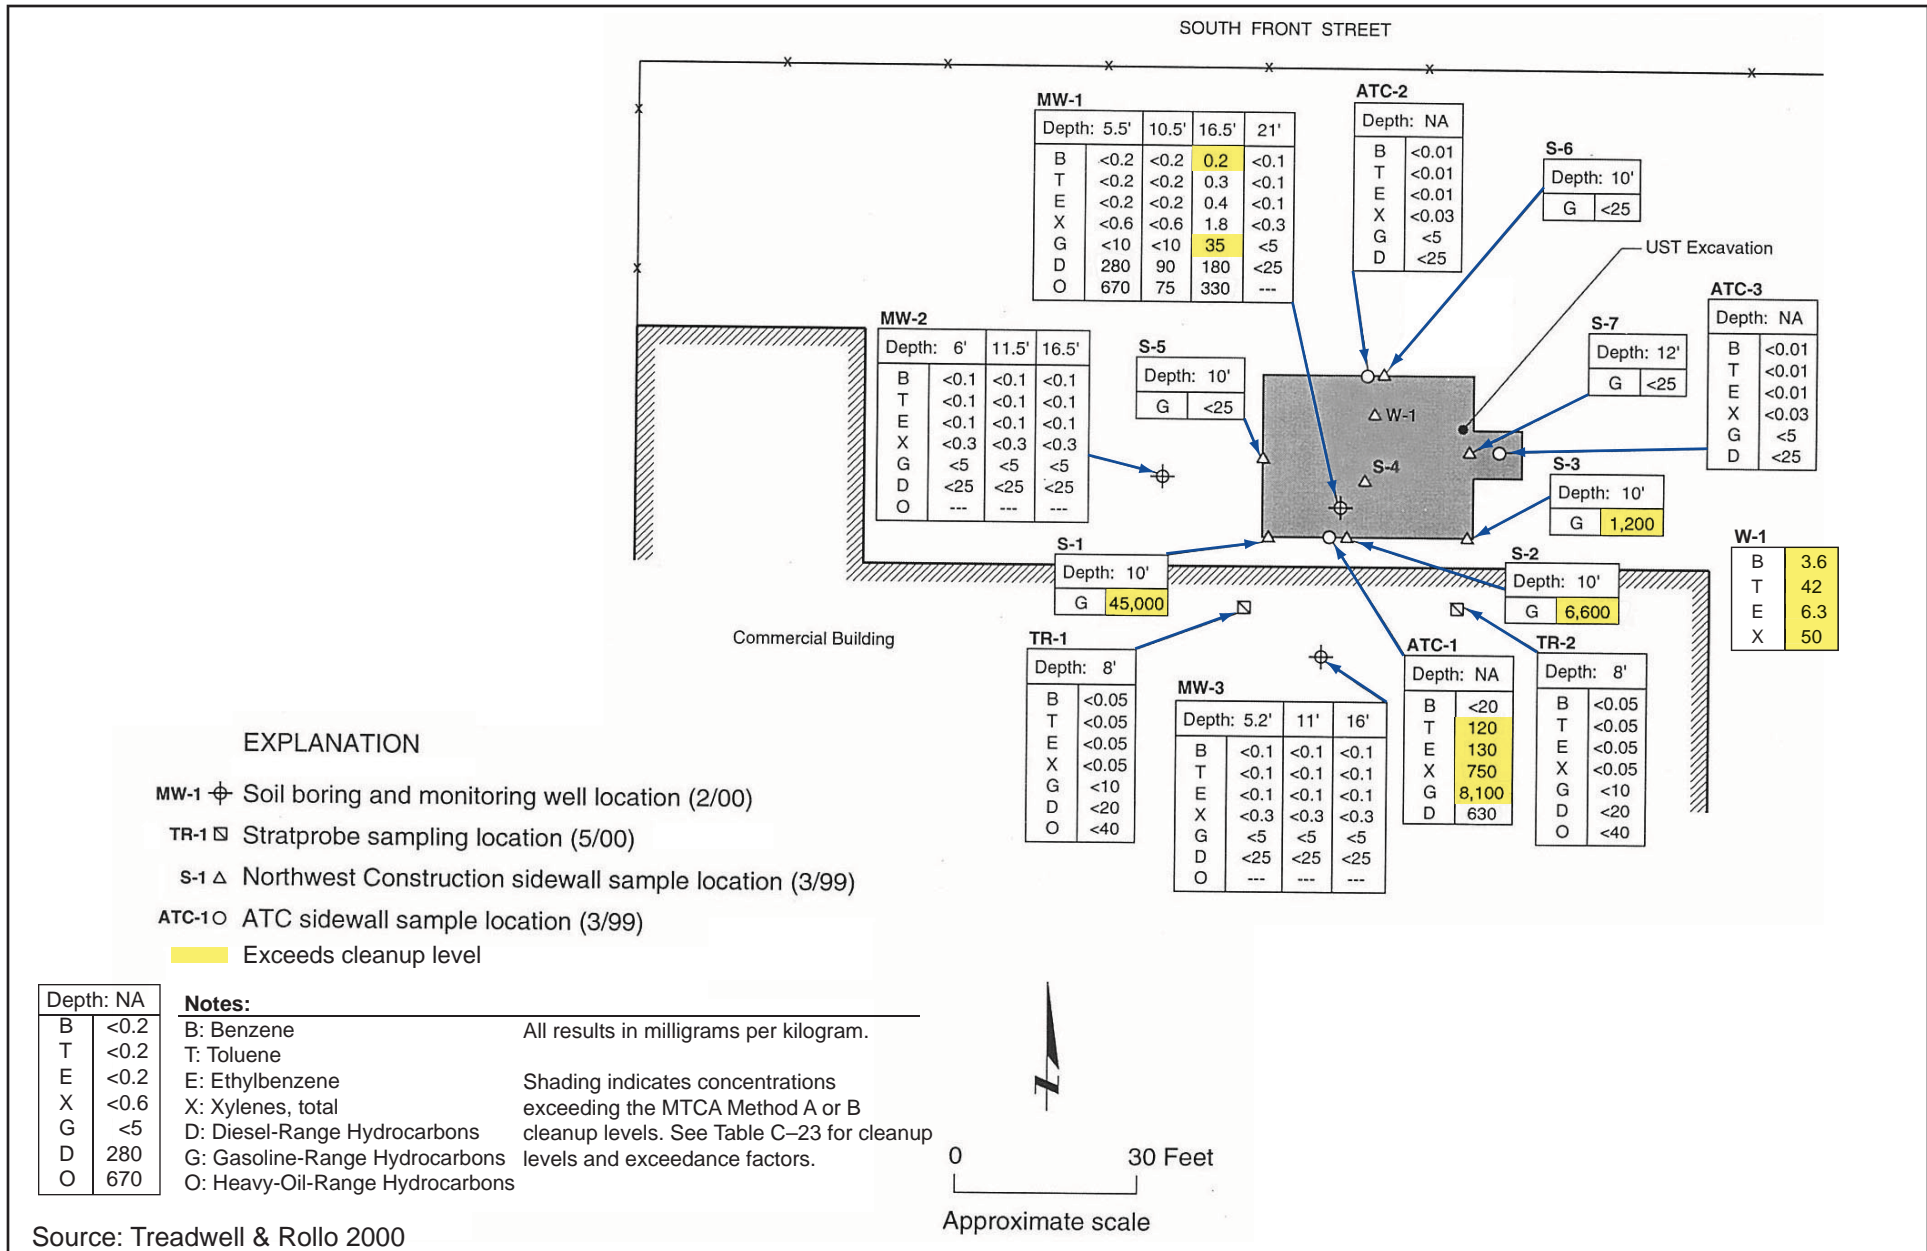 SOUTH FRONT STREET
x x x x x x
x
x
MW-1
Depth: 5.5' 10.5' 16.5' 21'
B <0.2 <0.2 0.2 <0.1
T <0.2 <0.2 0.3 <0.1
E <0.2 <0.2 0.4 <0.1
X <0.6 <0.6 1.8 <0.3
G <10 <10 35 <5
D 280 90 180 <25
O 670 75 330 ---
ATC-2
Depth: NA
B <0.01
T <0.01
E <0.01
X <0.03
G <5
D <25
S-6
Depth: 10'
G <25
UST Excavation
ATC-3
Depth: NA
B <0.01
T <0.01
E <0.01
X <0.03
G <5
D <25
S-7
Depth: 12'
G <25
MW-2
Depth: 6' 11.5' 16.5'
B <0.1 <0.1 <0.1
T <0.1 <0.1 <0.1
E <0.1 <0.1 <0.1
X <0.3 <0.3 <0.3
G <5 <5 <5
D <25 <25 <25
O --- --- ---
S-5
Depth: 10'
G <25
W-1
S-4
S-3
Depth: 10'
G 1,200
W-1
B 3.6
T 42
E 6.3
X 50
S-1
Depth: 10'
G 45,000
S-2
Depth: 10'
G 6,600
Commercial Building
TR-1
Depth: 8'
B <0.05
T <0.05
E <0.05
X <0.05
G <10
D <20
O <40
MW-3
Depth: 5.2' 11' 16'
B <0.1 <0.1 <0.1
T <0.1 <0.1 <0.1
E <0.1 <0.1 <0.1
X <0.3 <0.3 <0.3
G <5 <5 <5
D <25 <25 <25
O --- --- ---
ATC-1
Depth: NA
B <20
T 120
E 130
X 750
G 8,100
D 630
TR-2
Depth: 8'
B <0.05
T <0.05
E <0.05
X <0.05
G <10
D <20
O <40
EXPLANATION
MW-1 Soil boring and monitoring well location (2/00)
TR-1 Stratprobe sampling location (5/00)
S-1 Northwest Construction sidewall sample location (3/99)
ATC-1 ATC sidewall sample location (3/99)
Exceeds cleanup level
Depth: NA
B <0.2
T <0.2
E <0.2
X <0.6
G <5
D 280
O 670
Notes:
B: Benzene
T: Toluene
E: Ethylbenzene
X: Xylenes, total
D: Diesel-Range Hydrocarbons
G: Gasoline-Range Hydrocarbons
O: Heavy-Oil-Range Hydrocarbons
All results in milligrams per kilogram.
Shading indicates concentrations
exceeding the MTCA Method A or B
cleanup levels. See Table C–23 for cleanup
levels and exceedance factors.
N
0 30 Feet
Approximate scale
Source: Treadwell & Rollo 2000